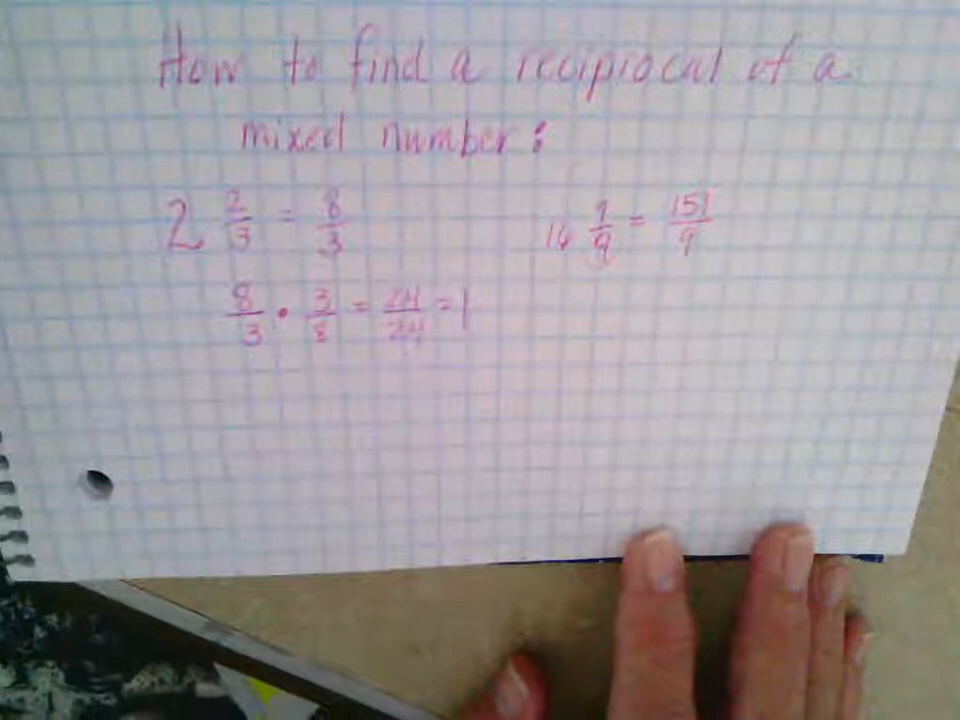 How to find a reciprocal of a
mixed number:
2 2/3 = 8/3
16 7/9 = 151/9
8/3 · 3/8 = 24/24 = 1